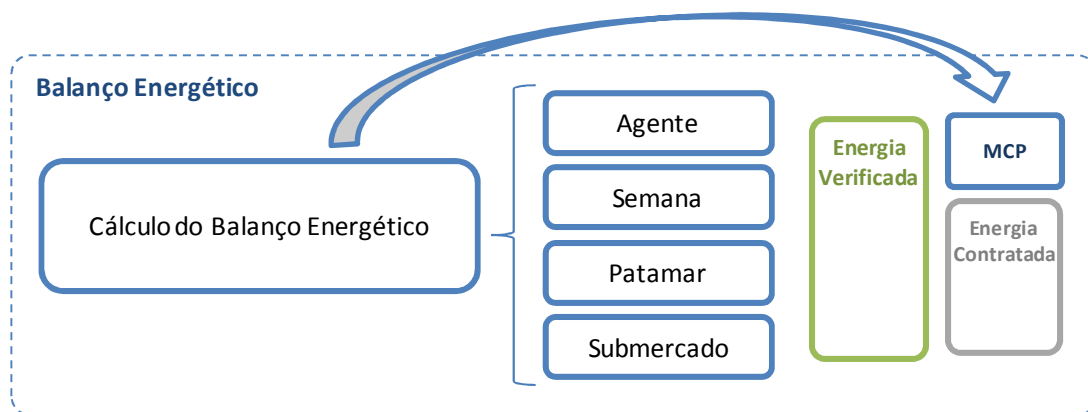 Balanço Energético
Cálculo do Balanço Energético
Agente
Semana
Patamar
Submercado
Energia
Verificada
MCP
Energia
Contratada